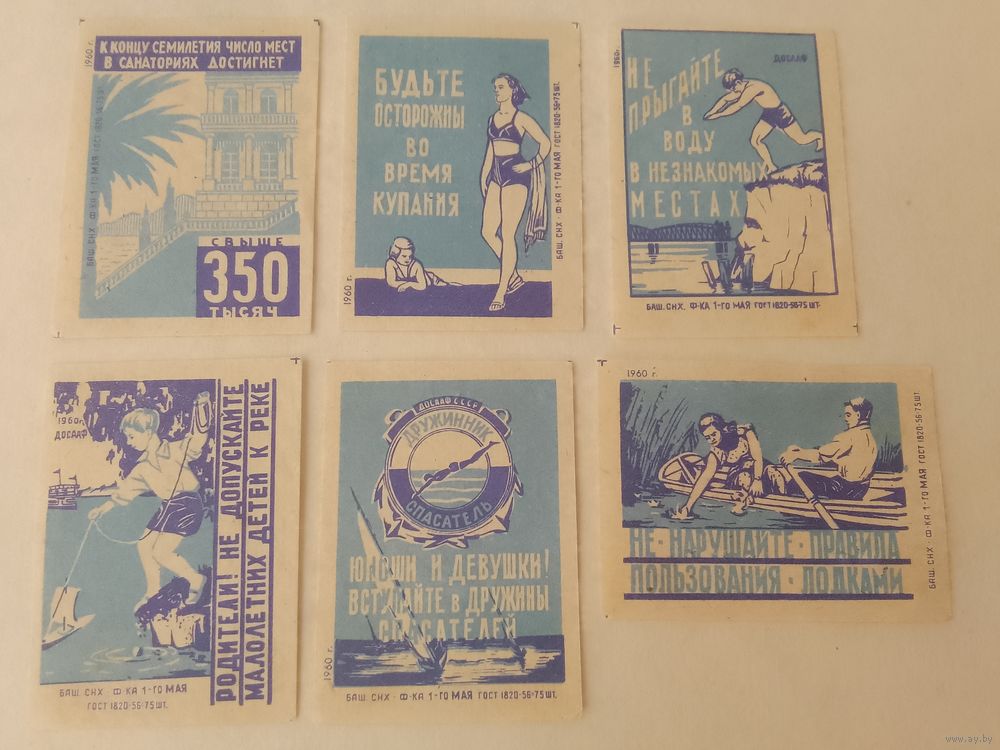 1960 г.
К КОНЦУ СЕМИЛЕТИЯ ЧИСЛО МЕСТ
В САНАТОРИЯХ ДОСТИГНЕТ
СВЫШЕ
350
ТЫСЯЧ
БАШ. СНХ · Ф-КА 1-ГО МАЯ ГОСТ 1820-56-75 ШТ.
БУДЬТЕ
ОСТОРОЖНЫ
ВО
ВРЕМЯ
КУПАНИЯ
1960 г.
БАШ. СНХ · Ф-КА 1-ГО МАЯ ГОСТ 1820-56-75 ШТ.
1960г.
ДОСААФ
НЕ
ПРЫГАЙТЕ
В
ВОДУ
В НЕЗНАКОМЫХ
МЕСТАХ
БАШ. СНХ. Ф-КА 1-ГО МАЯ ГОСТ 1820-56-75 ШТ.
1960г.
ДОСААФ
РОДИТЕЛИ! НЕ ДОПУСКАЙТЕ
МАЛОЛЕТНИХ ДЕТЕЙ К РЕКЕ
БАШ. СНХ · Ф-КА 1-ГО МАЯ
ГОСТ 1820-56-75 ШТ.
ДОСААФ СССР
ДРУЖИННИК
СПАСАТЕЛЬ
ЮНОШИ И ДЕВУШКИ!
ВСТУПАЙТЕ В ДРУЖИНЫ
СПАСАТЕЛЕЙ
1960 г.
БАШ. СНХ · Ф-КА 1-ГО МАЯ ГОСТ 1820-56-75 ШТ.
1960 г.
НЕ · НАРУШАЙТЕ · ПРАВИЛА
ПОЛЬЗОВАНИЯ · ЛОДКАМИ
БАШ. СНХ · Ф-КА 1-ГО МАЯ ГОСТ 1820-56-75 ШТ.
www.ay.by